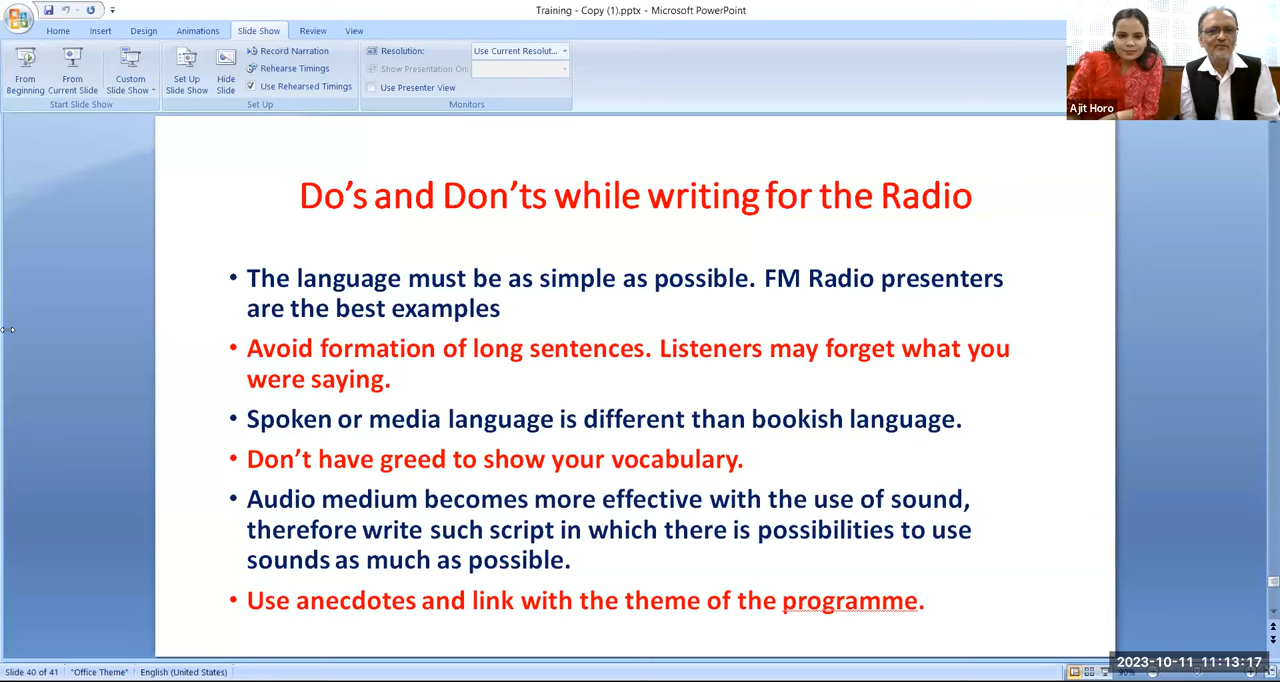 Training - Copy (1).pptx - Microsoft PowerPoint
Home Insert Design Animations Slide Show Review View
From Beginning
From Current Slide
Custom Slide Show
Set Up Slide Show
Hide Slide
Record Narration
Rehearse Timings
Use Rehearsed Timings
Resolution: Use Current Resolut...
Show Presentation On:
Use Presenter View
Start Slide Show Set Up Monitors
Ajit Horo
Do's and Don'ts while writing for the Radio
• The language must be as simple as possible. FM Radio presenters
are the best examples
• Avoid formation of long sentences. Listeners may forget what you
were saying.
• Spoken or media language is different than bookish language.
• Don't have greed to show your vocabulary.
• Audio medium becomes more effective with the use of sound,
therefore write such script in which there is possibilities to use
sounds as much as possible.
• Use anecdotes and link with the theme of the programme.
Slide 40 of 41 "Office Theme" English (United States)
2023-10-11 11:13:17
90%